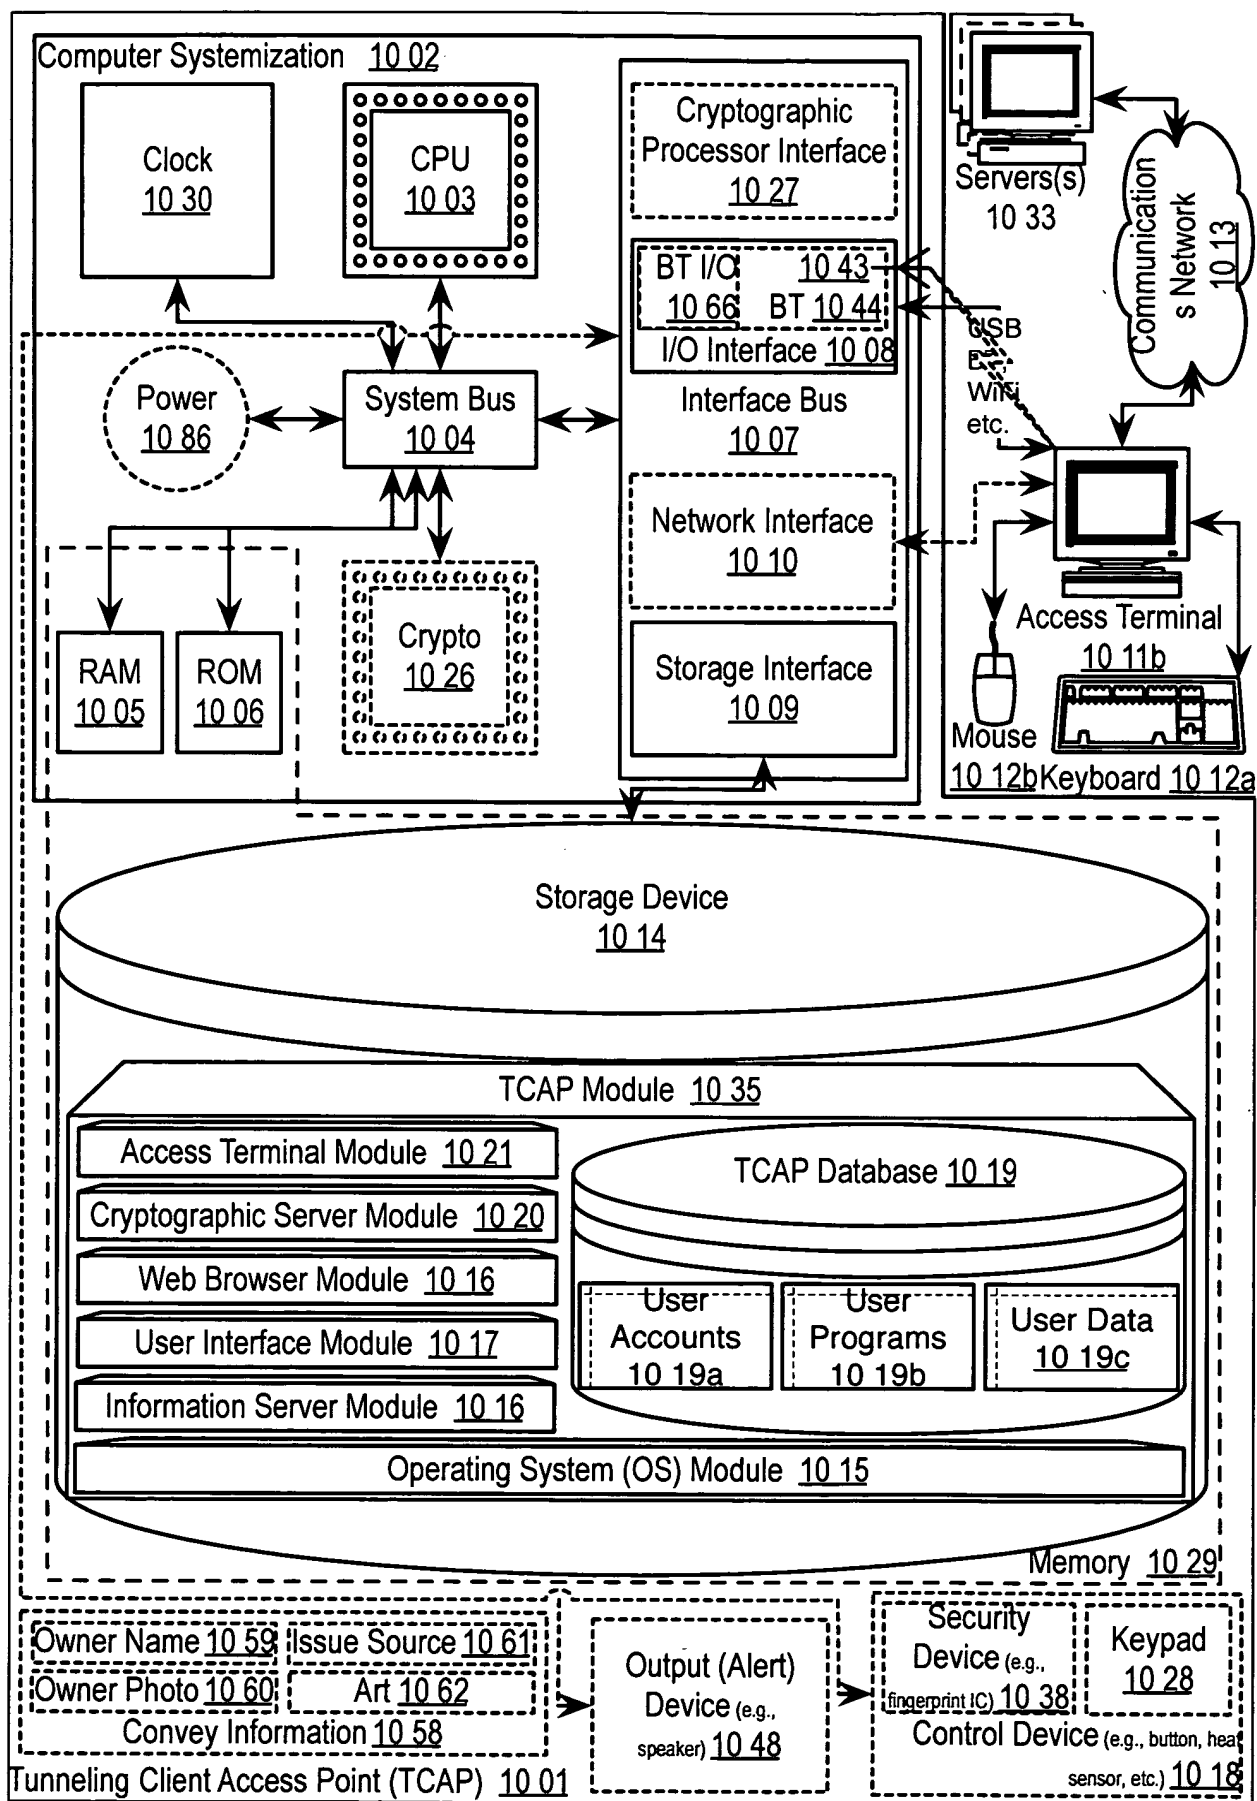 Computer Systemization 10 02
Clock
10 30
CPU
10 03
Cryptographic
Processor Interface
10 27
Servers(s)
10 33
Communication
s Network
10 13
BT I/O
10 66
10 43
BT 10 44
I/O Interface 10 08
USB
WiFi
etc.
Power
10 86
System Bus
10 04
Interface Bus
10 07
Network Interface
10 10
RAM
10 05
ROM
10 06
Crypto
10 26
Storage Interface
10 09
Access Terminal
10 11b
Mouse
10 12b
Keyboard 10 12a
Storage Device
10 14
TCAP Module 10 35
Access Terminal Module 10 21
Cryptographic Server Module 10 20
Web Browser Module 10 16
User Interface Module 10 17
Information Server Module 10 16
TCAP Database 10 19
User
Accounts
10 19a
User
Programs
10 19b
User Data
10 19c
Operating System (OS) Module 10 15
Memory 10 29
Owner Name 10 59
Issue Source 10 61
Owner Photo 10 60
Art 10 62
Convey Information 10 58
Output (Alert)
Device (e.g.,
speaker) 10 48
Security
Device (e.g.,
fingerprint IC) 10 38
Keypad
10 28
Control Device (e.g., button, heat
sensor, etc.) 10 18
Tunneling Client Access Point (TCAP) 10 01